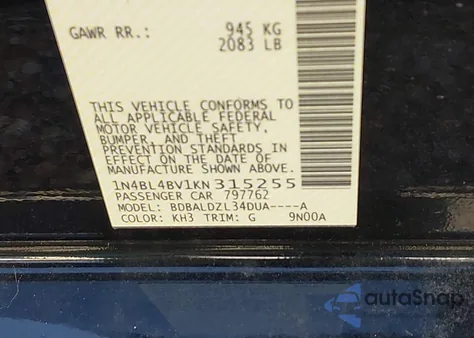 GAWR RR.: 945 KG
2083 LB
THIS VEHICLE CONFORMS TO
ALL APPLICABLE FEDERAL
MOTOR VEHICLE SAFETY,
BUMPER, AND THEFT
PREVENTION STANDARDS IN
EFFECT ON THE DATE OF
MANUFACTURE SHOWN ABOVE.
1N4BL4BV1KN315255
PASSENGER CAR 797762
MODEL: BDBALDZL34DUA----A
COLOR: KH3 TRIM: G 9N00A
autoSnap